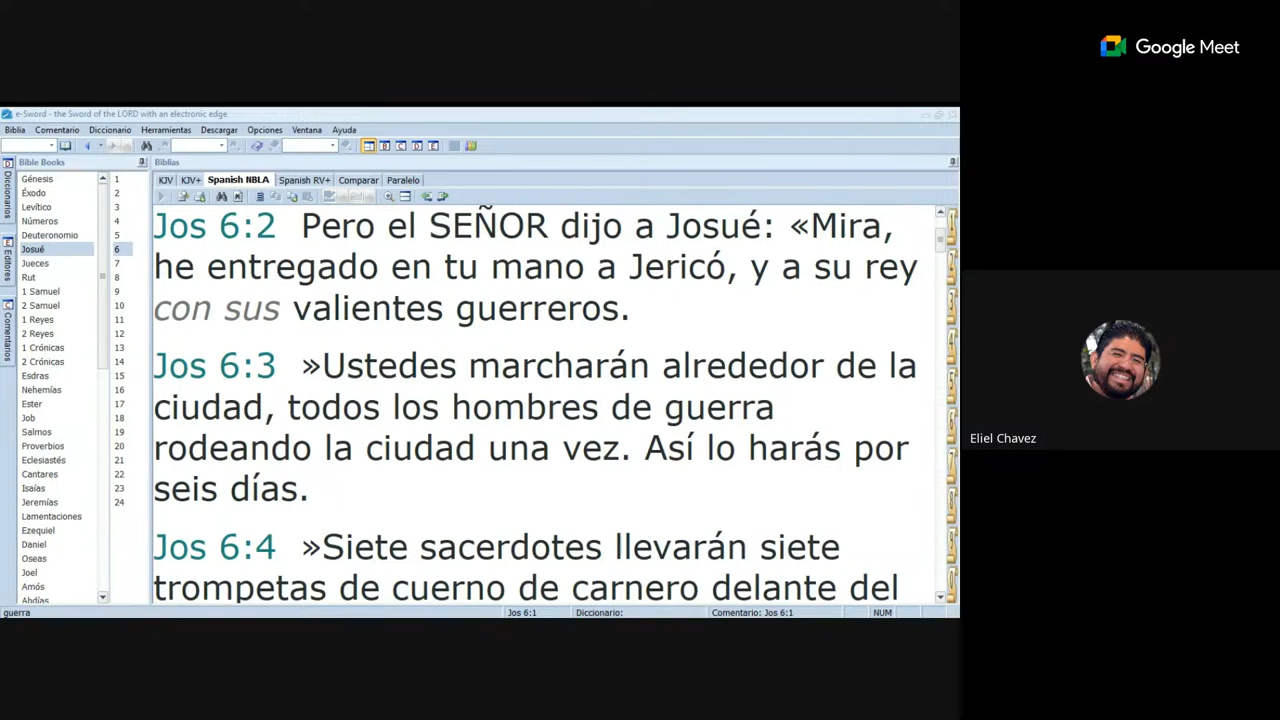 Google Meet
e-Sword - the Sword of the LORD with an electronic edge
Biblia Comentario Diccionario Herramientas Descargar Opciones Ventana Ayuda
B C D E
Bible Books
Biblias
KJV KJV+ Spanish NBLA Spanish RV+ Comparar Paralelo
Diccionarios
Editores
Comentarios
Génesis 1
Éxodo 2
Levítico 3
Números 4
Deuteronomio 5
Josué 6
Jueces 7
Rut 8
1 Samuel 9
2 Samuel 10
1 Reyes 11
2 Reyes 12
1 Crónicas 13
2 Crónicas 14
Esdras 15
Nehemías 16
Ester 17
Job 18
Salmos 19
Proverbios 20
Eclesiastés 21
Cantares 22
Isaías 23
Jeremías 24
Lamentaciones
Ezequiel
Daniel
Oseas
Joel
Amós
Abdías
Jos 6:2 Pero el SEÑOR dijo a Josué: «Mira,
he entregado en tu mano a Jericó, y a su rey
con sus valientes guerreros.
Jos 6:3 »Ustedes marcharán alrededor de la
ciudad, todos los hombres de guerra
rodeando la ciudad una vez. Así lo harás por
seis días.
Jos 6:4 »Siete sacerdotes llevarán siete
trompetas de cuerno de carnero delante del
guerra Jos 6:1 Diccionario: Comentario: Jos 6:1 NUM
Eliel Chavez